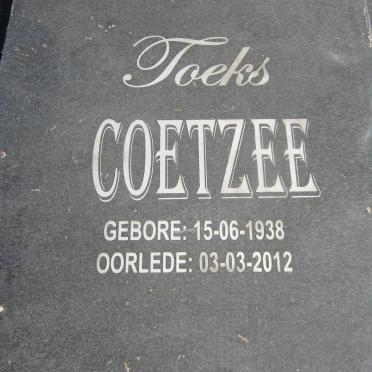 Toeks
COETZEE
GEBORE: 15-06-1938
OORLEDE: 03-03-2012